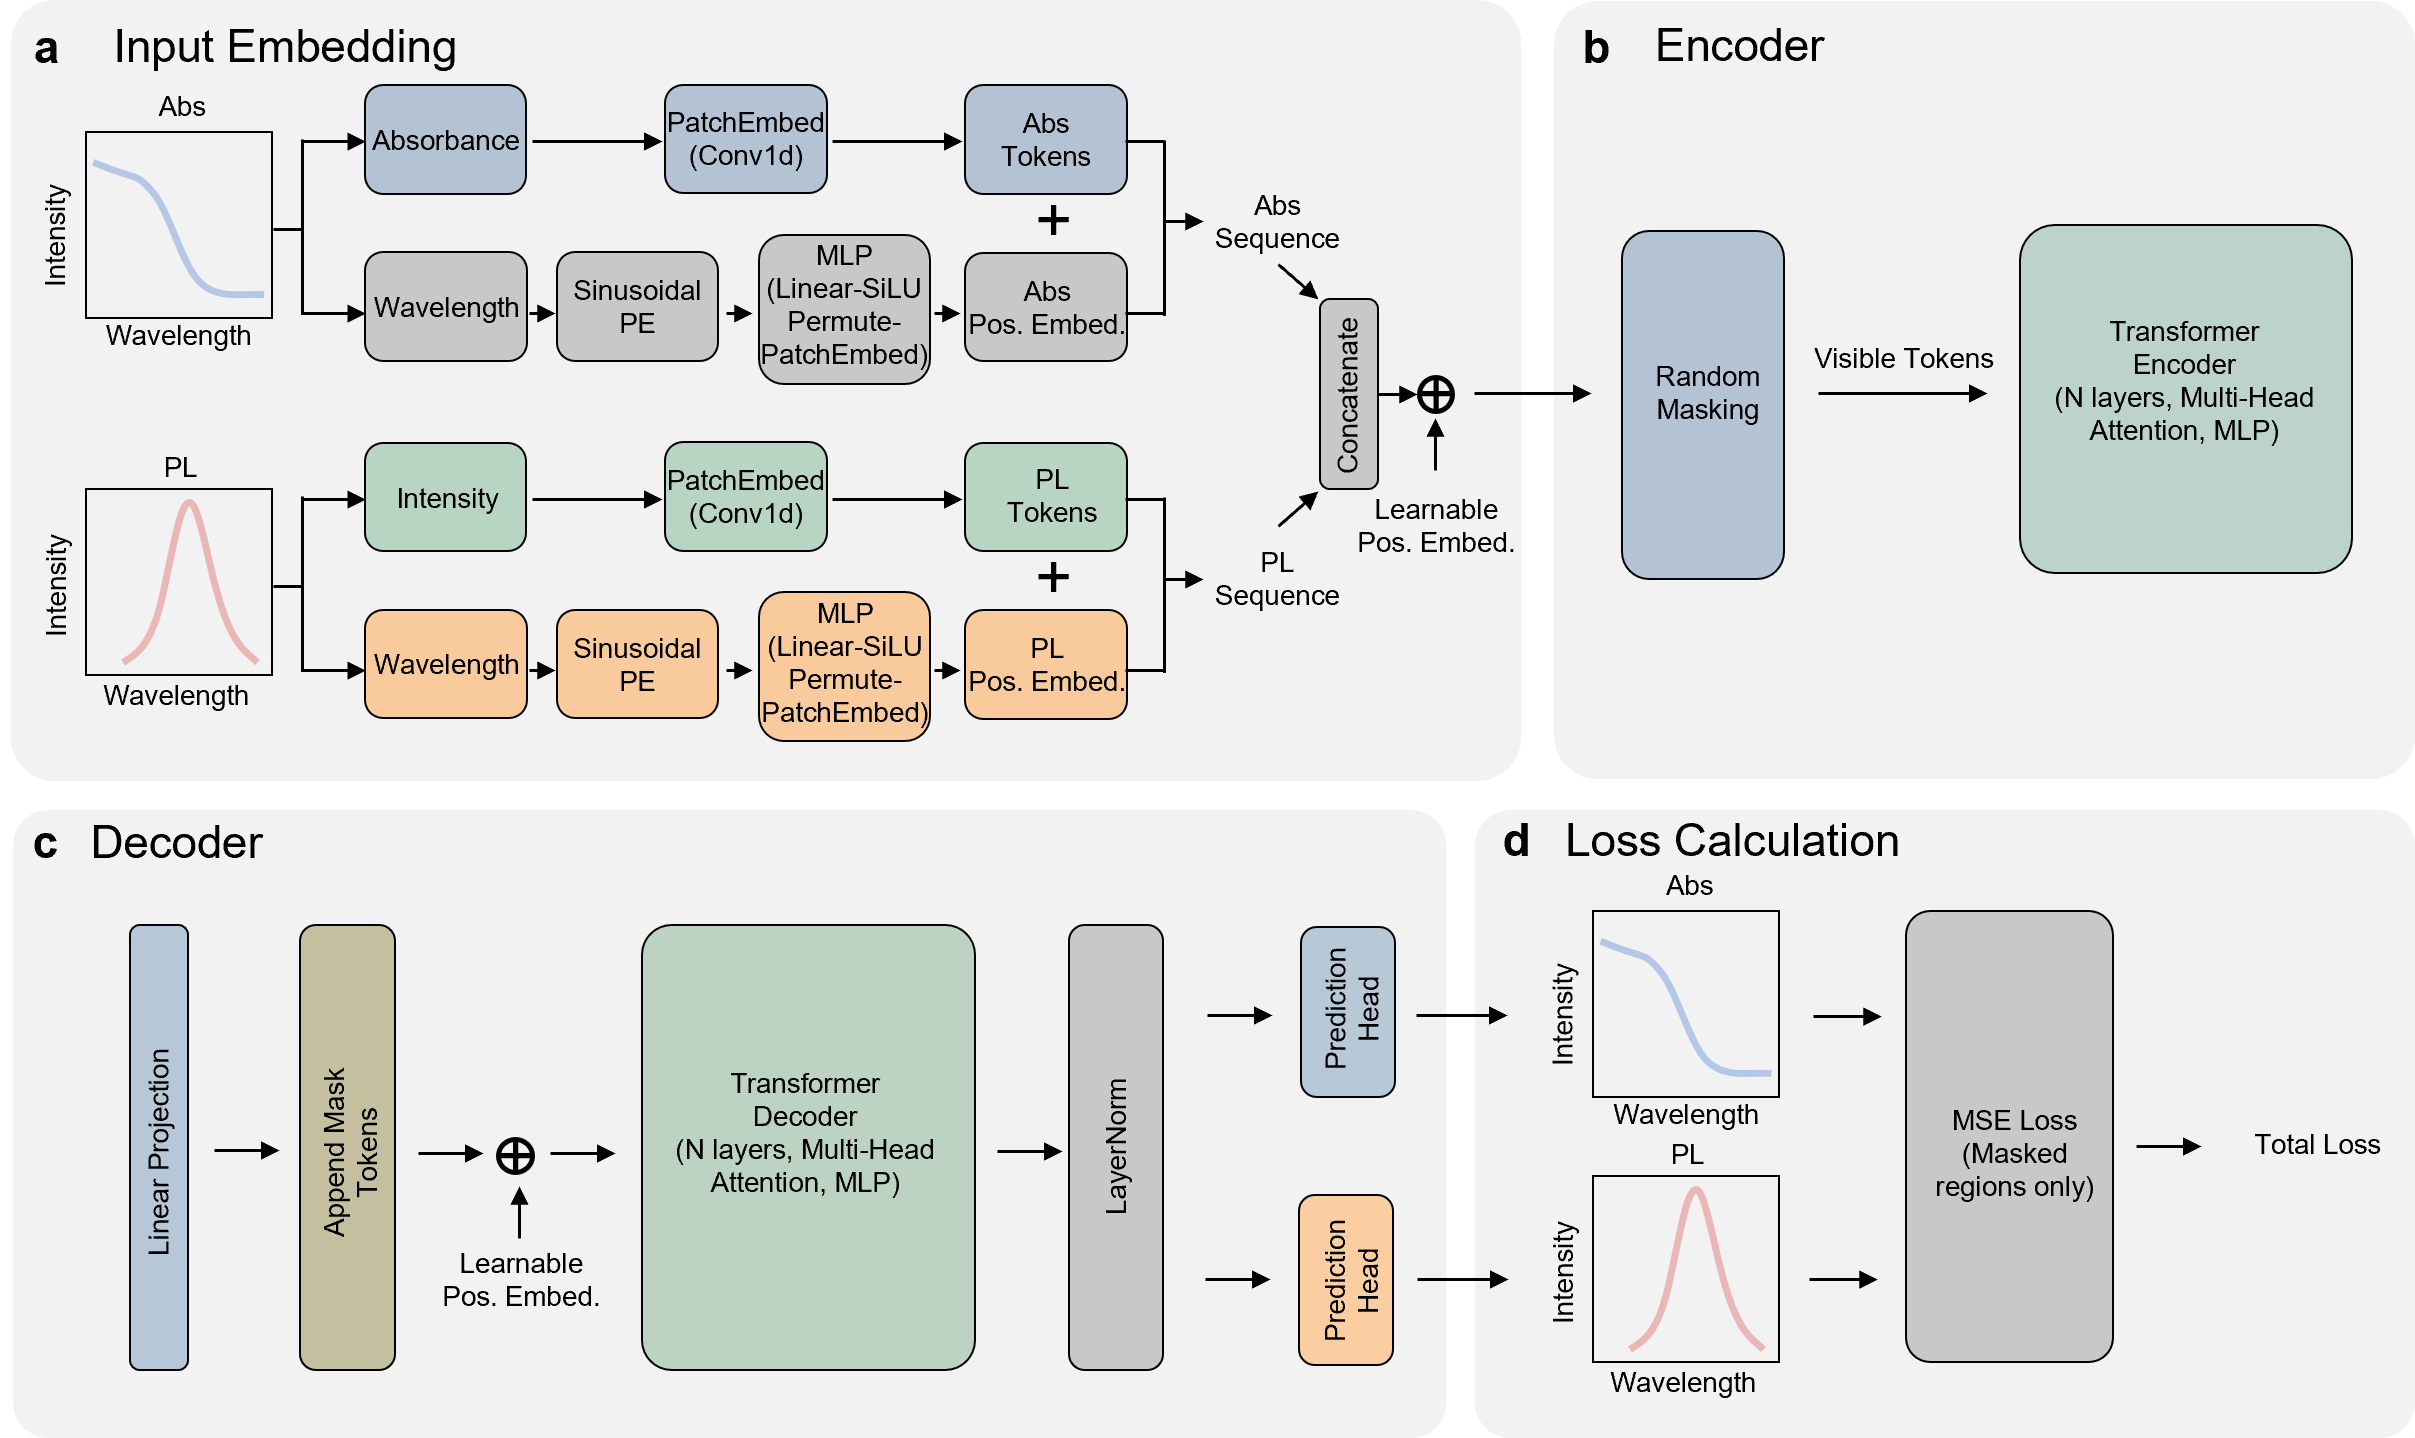 a Input Embedding
Abs
Intensity
Wavelength
Absorbance
PatchEmbed
(Conv1d)
Abs
Tokens
+
Wavelength
Sinusoidal
PE
MLP
(Linear-SiLU
Permute-
PatchEmbed)
Abs
Pos. Embed.
Abs
Sequence
PL
Intensity
Wavelength
Intensity
PatchEmbed
(Conv1d)
PL
Tokens
+
Wavelength
Sinusoidal
PE
MLP
(Linear-SiLU
Permute-
PatchEmbed)
PL
Pos. Embed.
PL
Sequence
Concatenate
Learnable
Pos. Embed.
b Encoder
Random
Masking
Visible Tokens
Transformer
Encoder
(N layers, Multi-Head
Attention, MLP)
c Decoder
Linear Projection
Append Mask
Tokens
Learnable
Pos. Embed.
Transformer
Decoder
(N layers, Multi-Head
Attention, MLP)
LayerNorm
Prediction
Head
Prediction
Head
d Loss Calculation
Abs
Intensity
Wavelength
PL
Intensity
Wavelength
MSE Loss
(Masked
regions only)
Total Loss